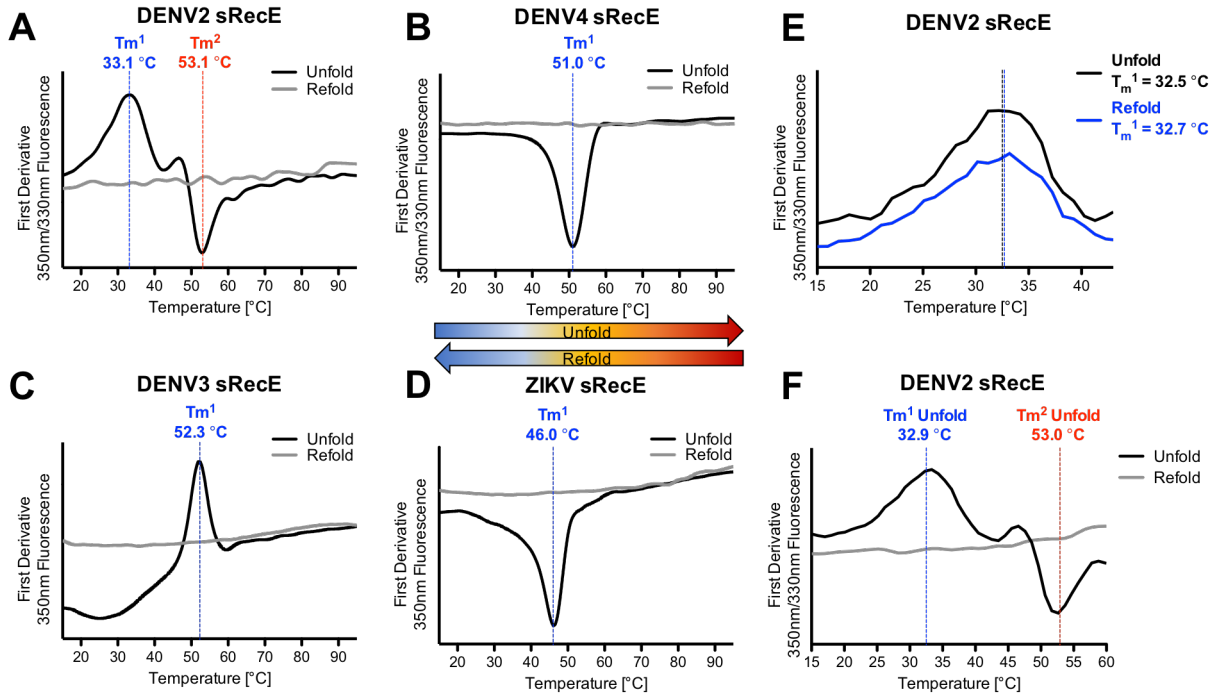 A
DENV2 sRecE
Tm¹
33.1 °C
Tm²
53.1 °C
Unfold
Refold
First Derivative
350nm/330nm Fluorescence
20 30 40 50 60 70 80 90
Temperature [°C]
B
DENV4 sRecE
Tm¹
51.0 °C
Unfold
Refold
First Derivative
350nm/330nm Fluorescence
20 30 40 50 60 70 80 90
Temperature [°C]
E
DENV2 sRecE
Unfold
Tₘ¹ = 32.5 °C
Refold
Tₘ¹ = 32.7 °C
First Derivative
350nm/330nm Fluorescence
15 20 25 30 35 40
Temperature [°C]
Unfold
Refold
C
DENV3 sRecE
Tm¹
52.3 °C
Unfold
Refold
First Derivative
350nm Fluorescence
20 30 40 50 60 70 80 90
Temperature [°C]
D
ZIKV sRecE
Tm¹
46.0 °C
Unfold
Refold
First Derivative
350nm Fluorescence
20 30 40 50 60 70 80 90
Temperature [°C]
F
DENV2 sRecE
Tm¹ Unfold
32.9 °C
Tm² Unfold
53.0 °C
Unfold
Refold
First Derivative
350nm/330nm Fluorescence
15 20 25 30 35 40 45 50 55 60
Temperature [°C]